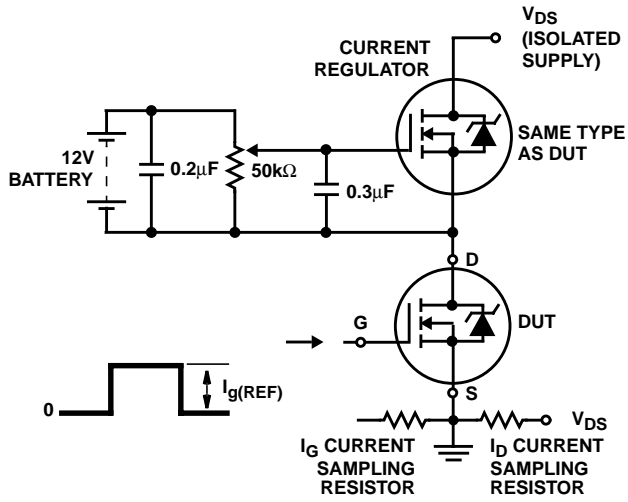 V_DS
(ISOLATED
SUPPLY)
CURRENT
REGULATOR
SAME TYPE
AS DUT
12V
BATTERY
0.2μF
50kΩ
0.3μF
D
G
DUT
S
I_g(REF)
0
V_DS
I_G CURRENT
SAMPLING
RESISTOR
I_D CURRENT
SAMPLING
RESISTOR